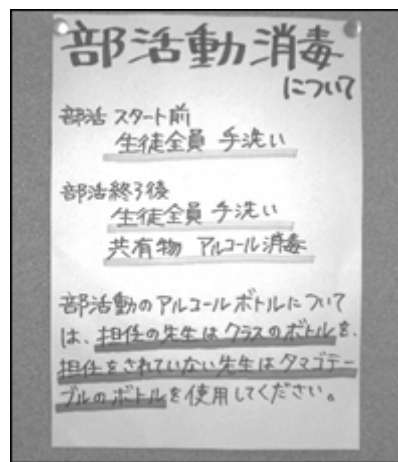 部活動消毒
について
部活スタート前
生徒全員 手洗い
部活終了後
生徒全員 手洗い
共有物 アルコール消毒
部活動のアルコールボトルについて
は、担任の先生はクラスのボトルを、
担任をされていない先生はタマゴテー
ブルのボトルを使用してください。